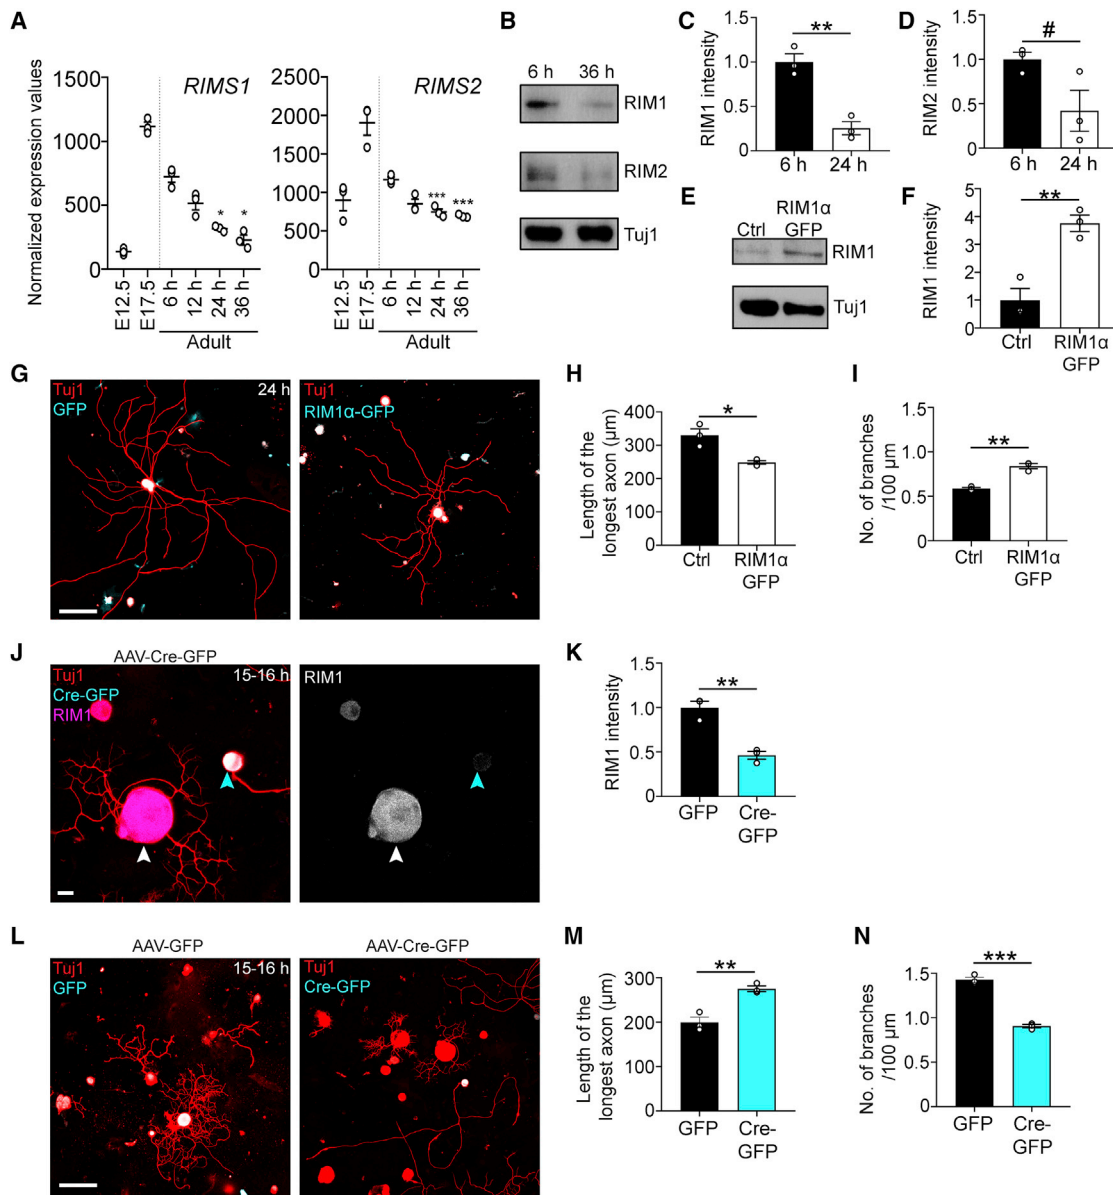 A
Normalized expression values
1500
1000
500
0
RIMS1
*
*
E12.5
E17.5
6 h
12 h
24 h
36 h
Adult
2500
2000
1500
1000
500
0
RIMS2
***
***
E12.5
E17.5
6 h
12 h
24 h
36 h
Adult
B
6 h 36 h
RIM1
RIM2
Tuj1
C
RIM1 intensity
1.5
1.0
0.5
0
**
6 h 24 h
D
RIM2 intensity
1.5
1.0
0.5
0
#
6 h 24 h
E
Ctrl RIM1α
GFP
RIM1
Tuj1
F
RIM1 intensity
5
4
3
2
1
0
**
Ctrl RIM1α
GFP
G
Tuj1
GFP
24 h
Tuj1
RIM1α-GFP
H
Length of the
longest axon (µm)
400
300
200
100
0
*
Ctrl RIM1α
GFP
I
No. of branches
/100 µm
1.5
1.0
0.5
0
**
Ctrl RIM1α
GFP
J
AAV-Cre-GFP
Tuj1
Cre-GFP
RIM1
15-16 h
RIM1
K
RIM1 intensity
1.5
1.0
0.5
0
**
GFP Cre-
GFP
L
AAV-GFP
Tuj1
GFP
15-16 h
AAV-Cre-GFP
Tuj1
Cre-GFP
M
Length of the
longest axon (µm)
300
200
100
0
**
GFP Cre-
GFP
N
No. of branches
/100 µm
1.5
1.0
0.5
0
***
GFP Cre-
GFP